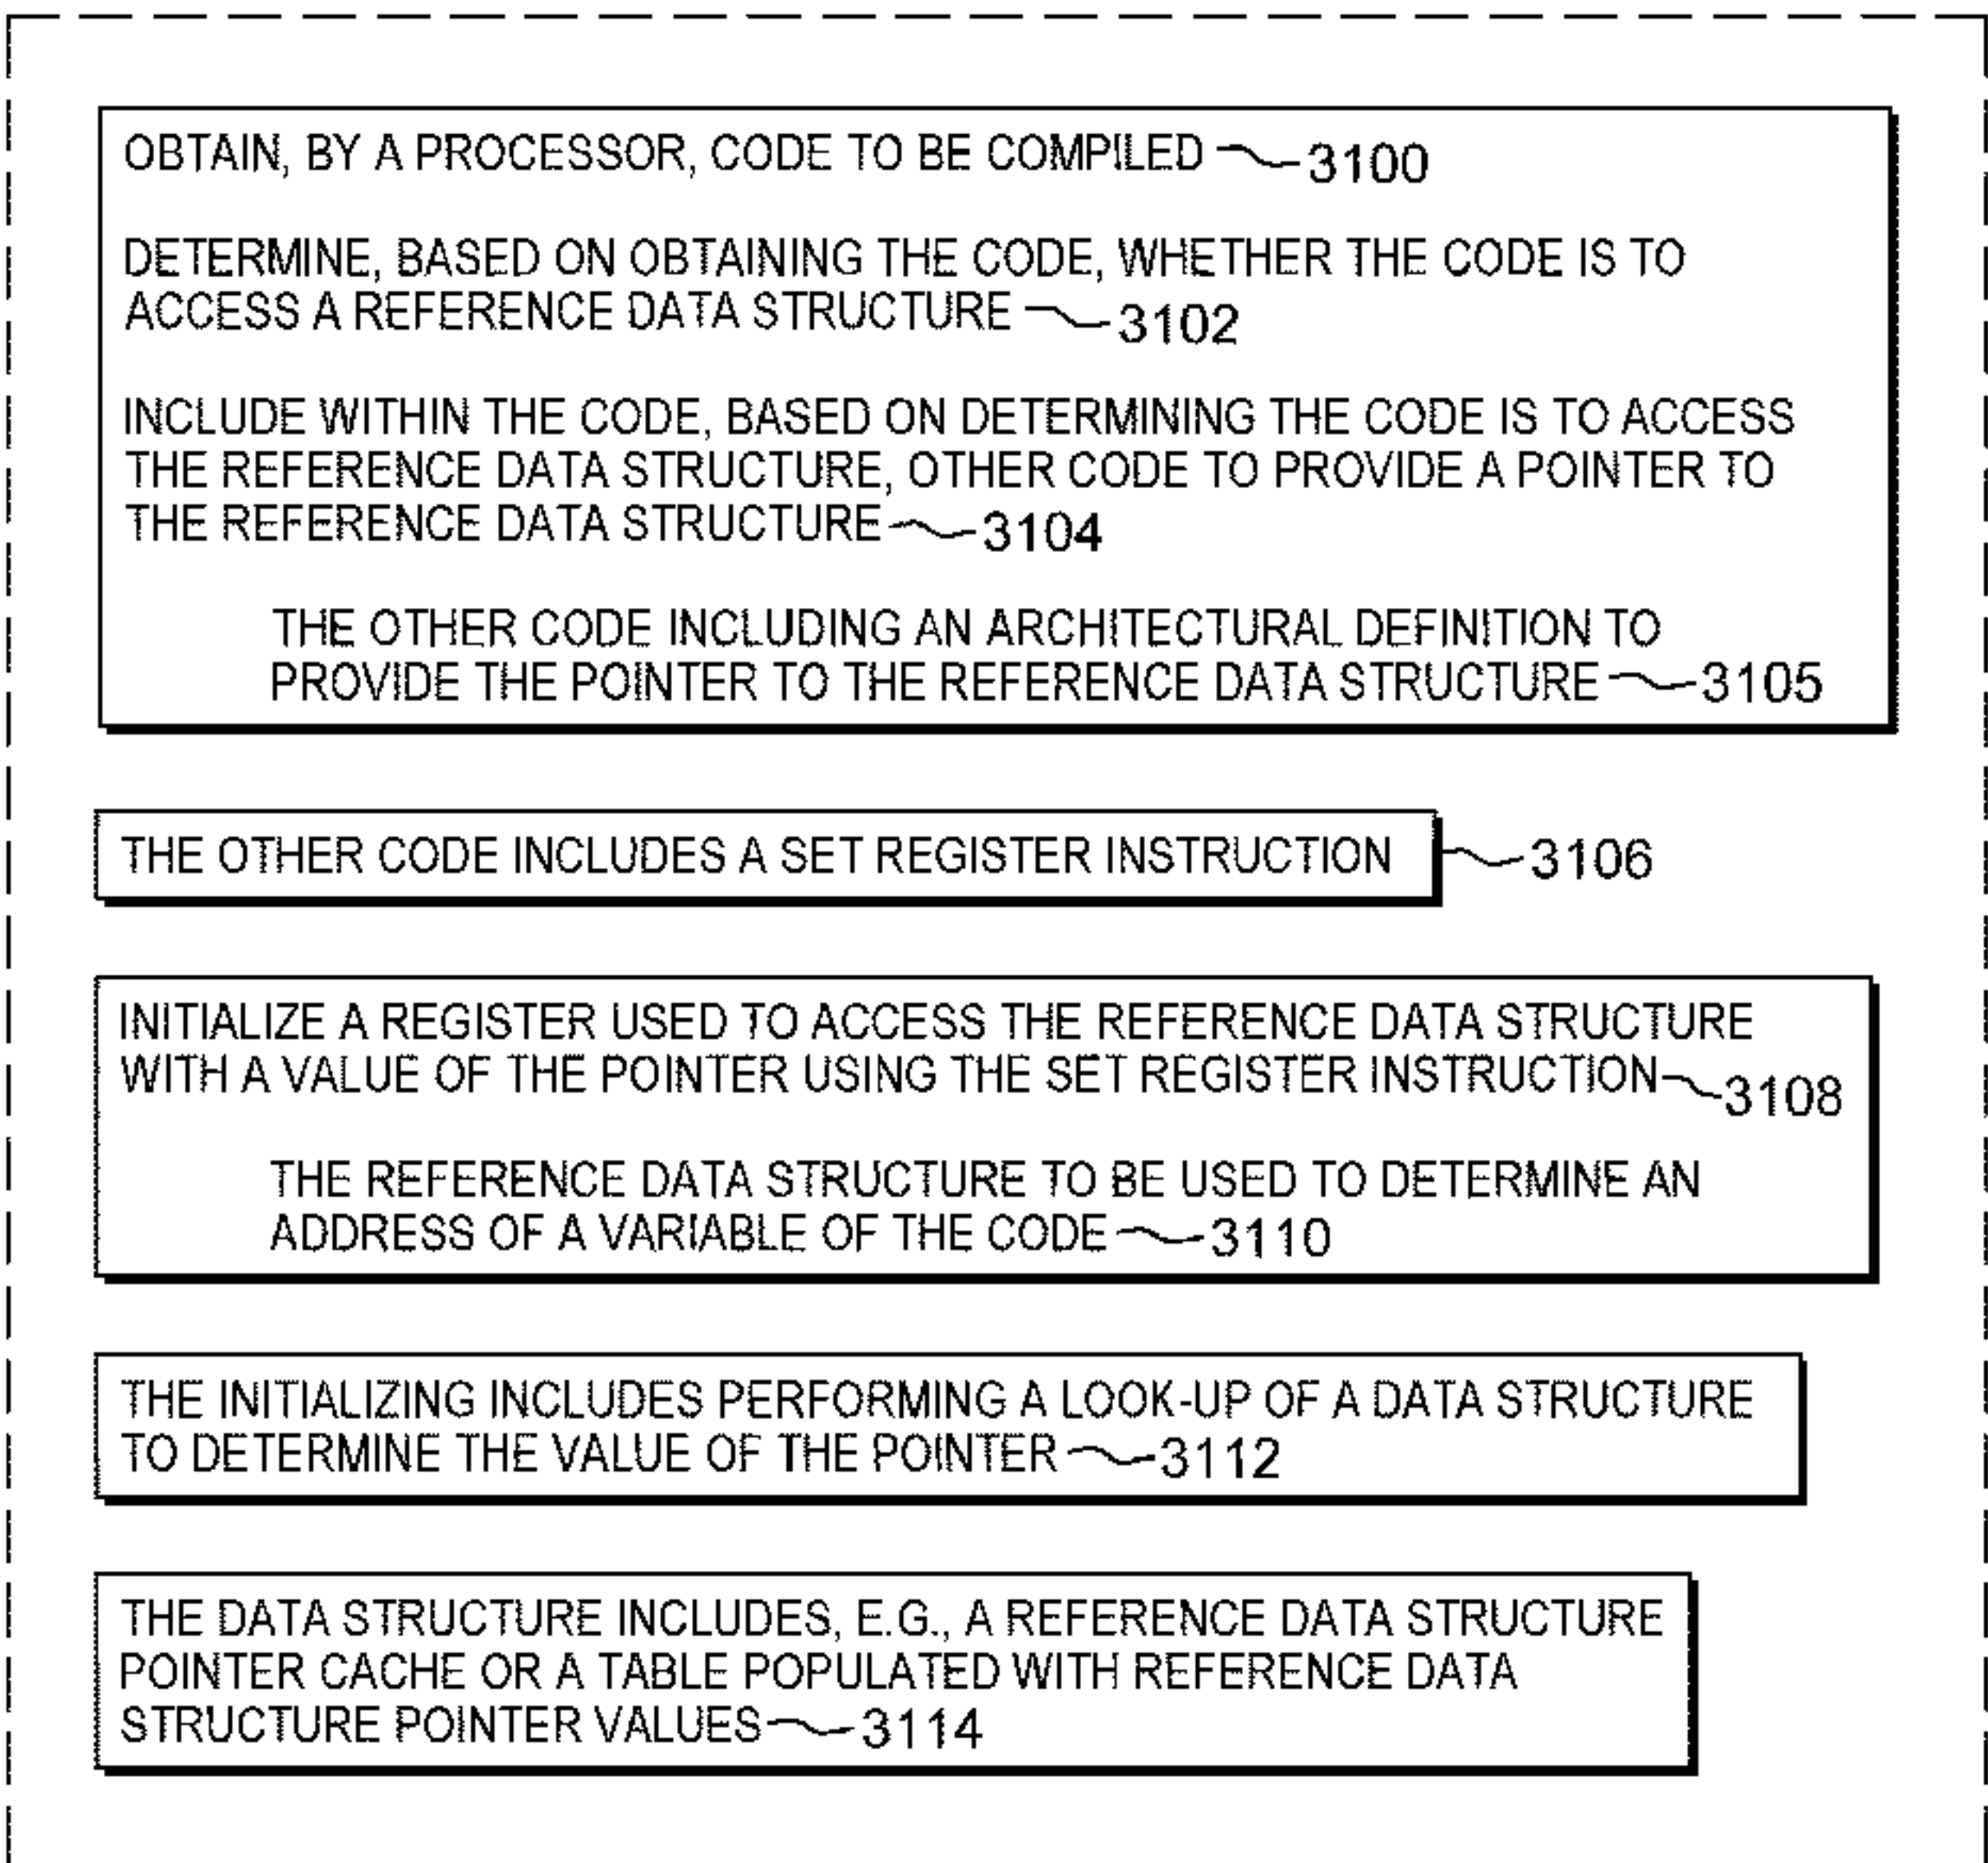 OBTAIN, BY A PROCESSOR, CODE TO BE COMPILED 3100
DETERMINE, BASED ON OBTAINING THE CODE, WHETHER THE CODE IS TO
ACCESS A REFERENCE DATA STRUCTURE 3102
INCLUDE WITHIN THE CODE, BASED ON DETERMINING THE CODE IS TO ACCESS
THE REFERENCE DATA STRUCTURE, OTHER CODE TO PROVIDE A POINTER TO
THE REFERENCE DATA STRUCTURE 3104
THE OTHER CODE INCLUDING AN ARCHITECTURAL DEFINITION TO
PROVIDE THE POINTER TO THE REFERENCE DATA STRUCTURE 3105
THE OTHER CODE INCLUDES A SET REGISTER INSTRUCTION 3106
INITIALIZE A REGISTER USED TO ACCESS THE REFERENCE DATA STRUCTURE
WITH A VALUE OF THE POINTER USING THE SET REGISTER INSTRUCTION 3108
THE REFERENCE DATA STRUCTURE TO BE USED TO DETERMINE AN
ADDRESS OF A VARIABLE OF THE CODE 3110
THE INITIALIZING INCLUDES PERFORMING A LOOK-UP OF A DATA STRUCTURE
TO DETERMINE THE VALUE OF THE POINTER 3112
THE DATA STRUCTURE INCLUDES, E.G., A REFERENCE DATA STRUCTURE
POINTER CACHE OR A TABLE POPULATED WITH REFERENCE DATA
STRUCTURE POINTER VALUES 3114